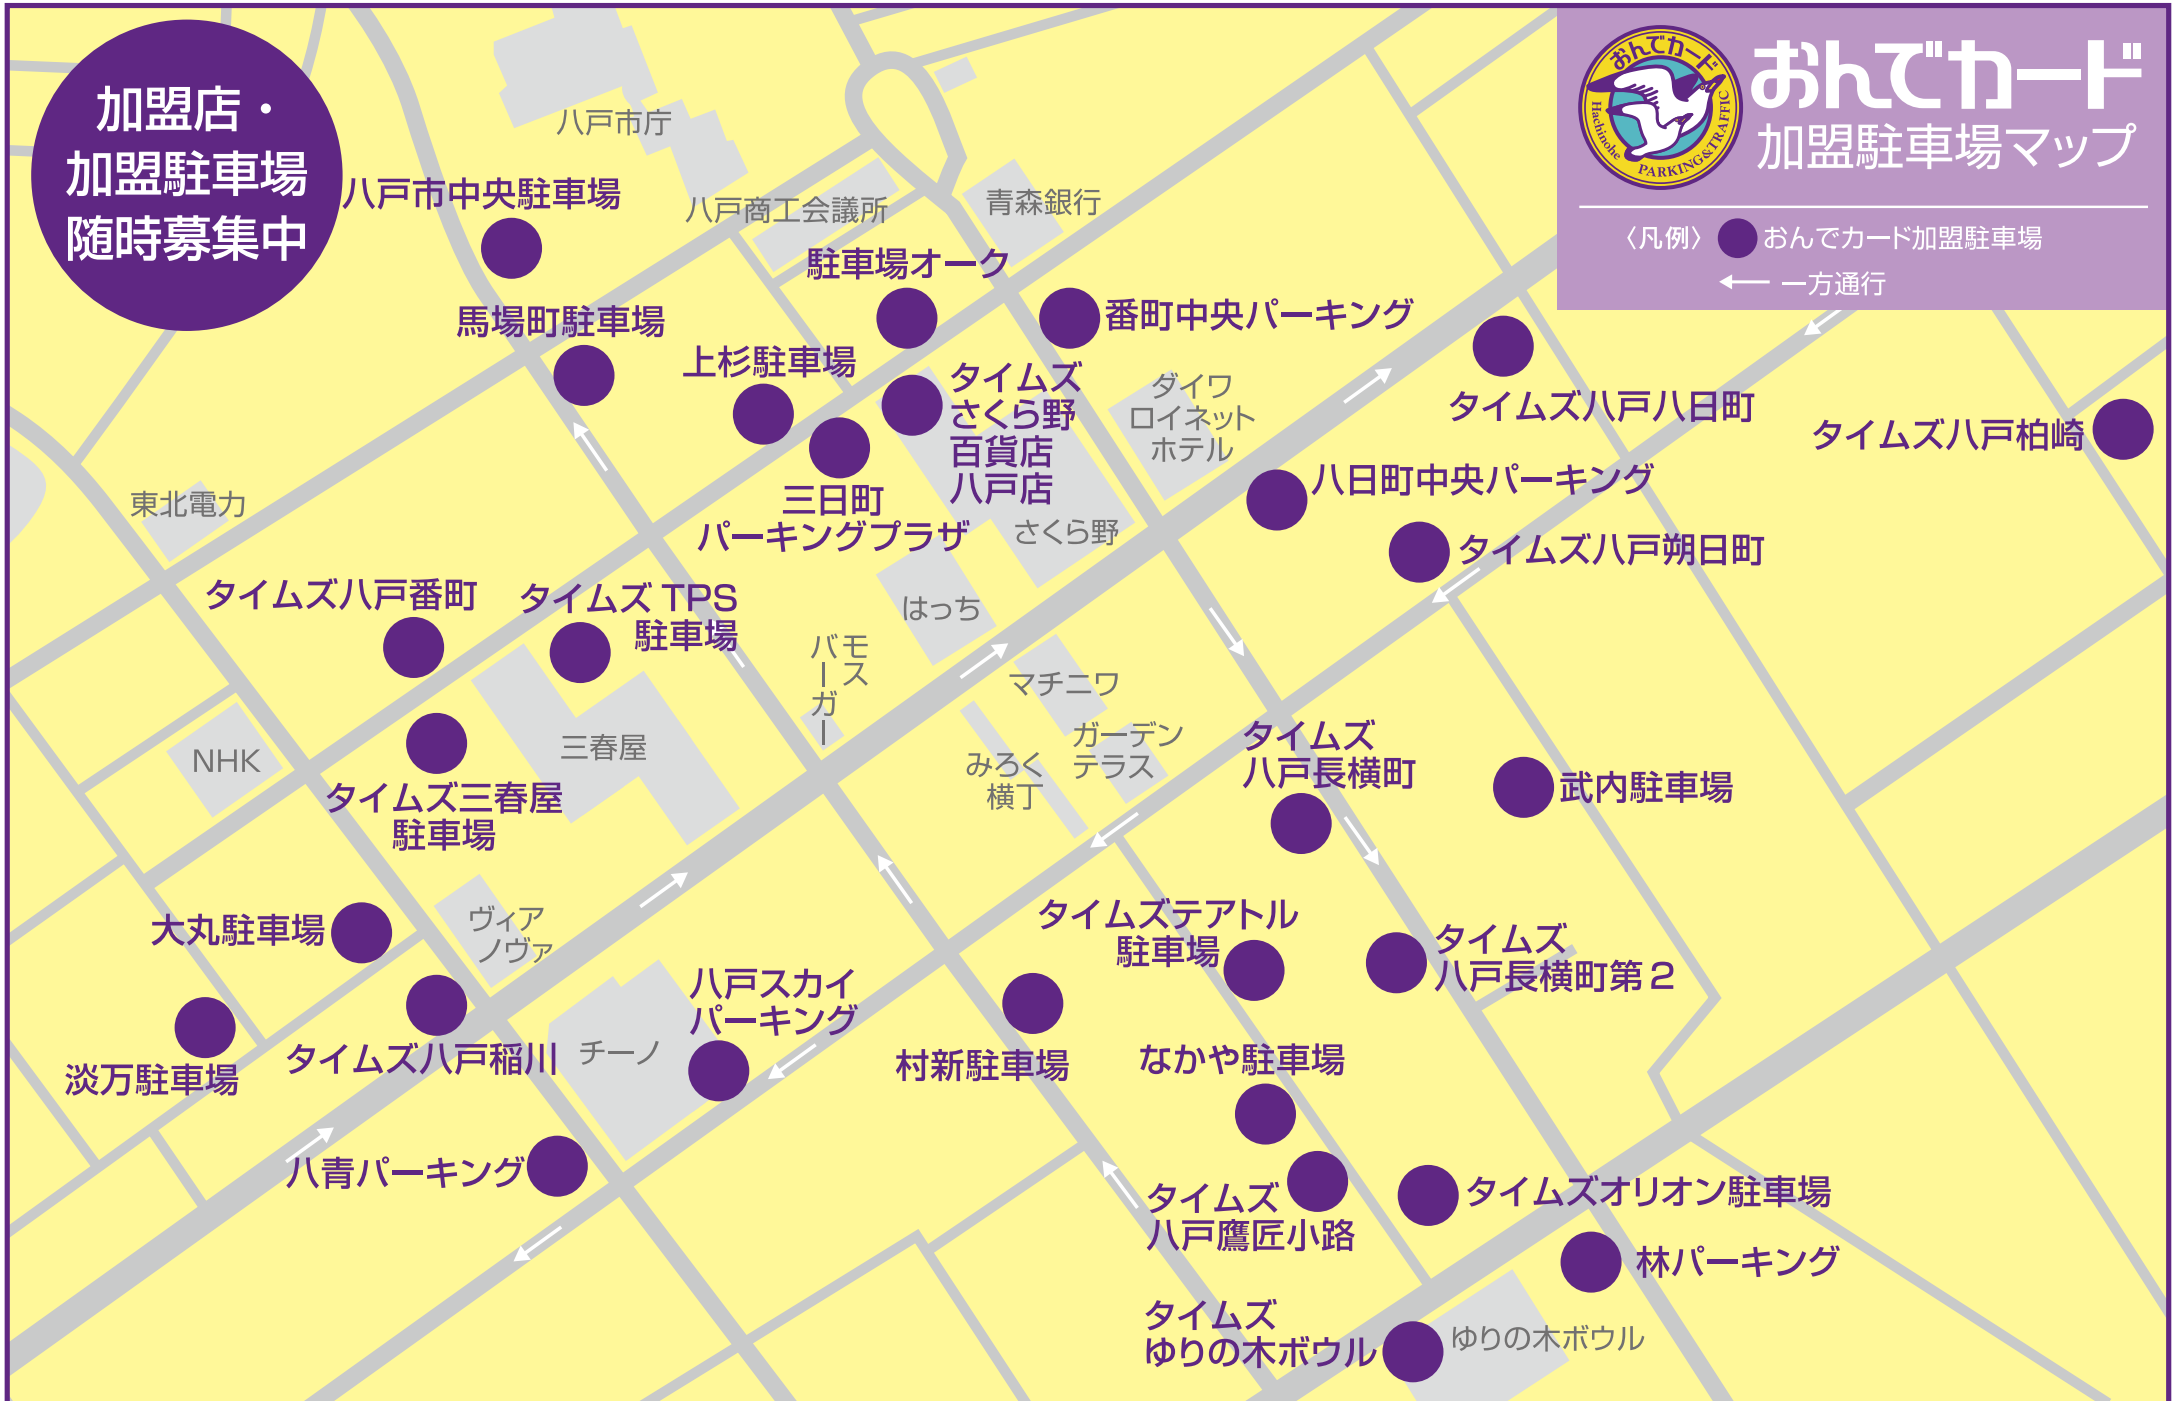 加盟店・
加盟駐車場
随時募集中
おんでカード
Hachinohe
PARKING&TRAFFIC
おんでカード
加盟駐車場マップ
〈凡例〉 おんでカード加盟駐車場
一方通行
八戸市庁
八戸市中央駐車場
八戸商工会議所
青森銀行
駐車場オーク
馬場町駐車場
番町中央パーキング
上杉駐車場
タイムズ
さくら野
百貨店
八戸店
ダイワ
ロイネット
ホテル
タイムズ八戸八日町
タイムズ八戸柏崎
東北電力
三日町
パーキングプラザ
さくら野
八日町中央パーキング
タイムズ八戸朔日町
タイムズ八戸番町
タイムズ TPS
駐車場
はっち
モス
バーガー
マチニワ
NHK
三春屋
みろく
横丁
ガーデン
テラス
タイムズ
八戸長横町
武内駐車場
タイムズ三春屋
駐車場
大丸駐車場
ヴィア
ノヴァ
タイムズテアトル
駐車場
タイムズ
八戸長横町第2
八戸スカイ
パーキング
淡万駐車場
タイムズ八戸稲川
チーノ
村新駐車場
なかや駐車場
八青パーキング
タイムズ
八戸鷹匠小路
タイムズオリオン駐車場
林パーキング
タイムズ
ゆりの木ボウル
ゆりの木ボウル